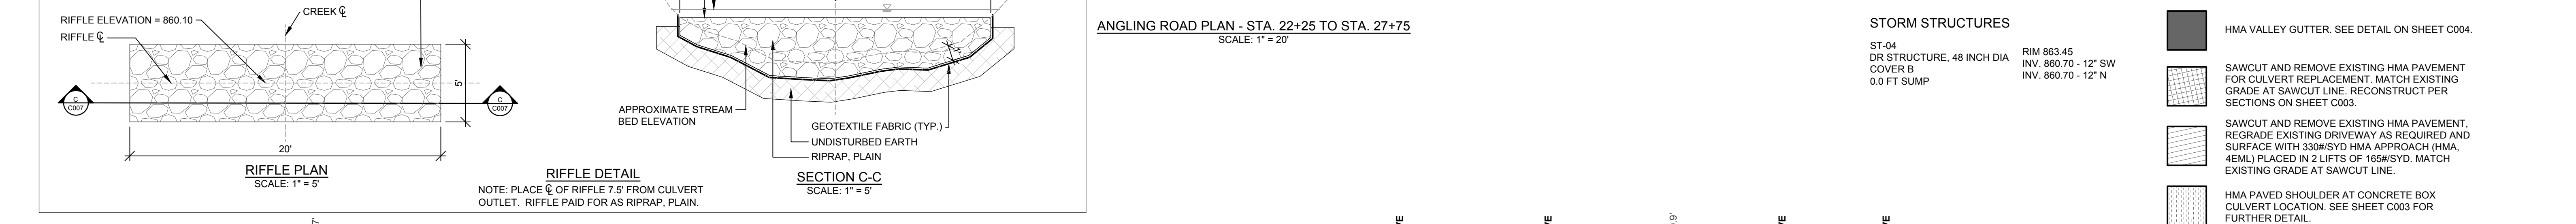 RIFFLE ELEVATION = 860.10
CREEK ℄
RIFFLE ℄
C
C007
C
C007
5'
20'
RIFFLE PLAN
SCALE: 1" = 5'
RIFFLE DETAIL
NOTE: PLACE ℄ OF RIFFLE 7.5' FROM CULVERT
OUTLET. RIFFLE PAID FOR AS RIPRAP, PLAIN.
1'
APPROXIMATE STREAM
BED ELEVATION
GEOTEXTILE FABRIC (TYP.)
UNDISTURBED EARTH
RIPRAP, PLAIN
SECTION C-C
SCALE: 1" = 5'
ANGLING ROAD PLAN - STA. 22+25 TO STA. 27+75
SCALE: 1" = 20'
STORM STRUCTURES
ST-04
DR STRUCTURE, 48 INCH DIA
COVER B
0.0 FT SUMP
RIM 863.45
INV. 860.70 - 12" SW
INV. 860.70 - 12" N
HMA VALLEY GUTTER. SEE DETAIL ON SHEET C004.
SAWCUT AND REMOVE EXISTING HMA PAVEMENT
FOR CULVERT REPLACEMENT. MATCH EXISTING
GRADE AT SAWCUT LINE. RECONSTRUCT PER
SECTIONS ON SHEET C003.
SAWCUT AND REMOVE EXISTING HMA PAVEMENT,
REGRADE EXISTING DRIVEWAY AS REQUIRED AND
SURFACE WITH 330#/SYD HMA APPROACH (HMA,
4EML) PLACED IN 2 LIFTS OF 165#/SYD. MATCH
EXISTING GRADE AT SAWCUT LINE.
HMA PAVED SHOULDER AT CONCRETE BOX
CULVERT LOCATION. SEE SHEET C003 FOR
FURTHER DETAIL.